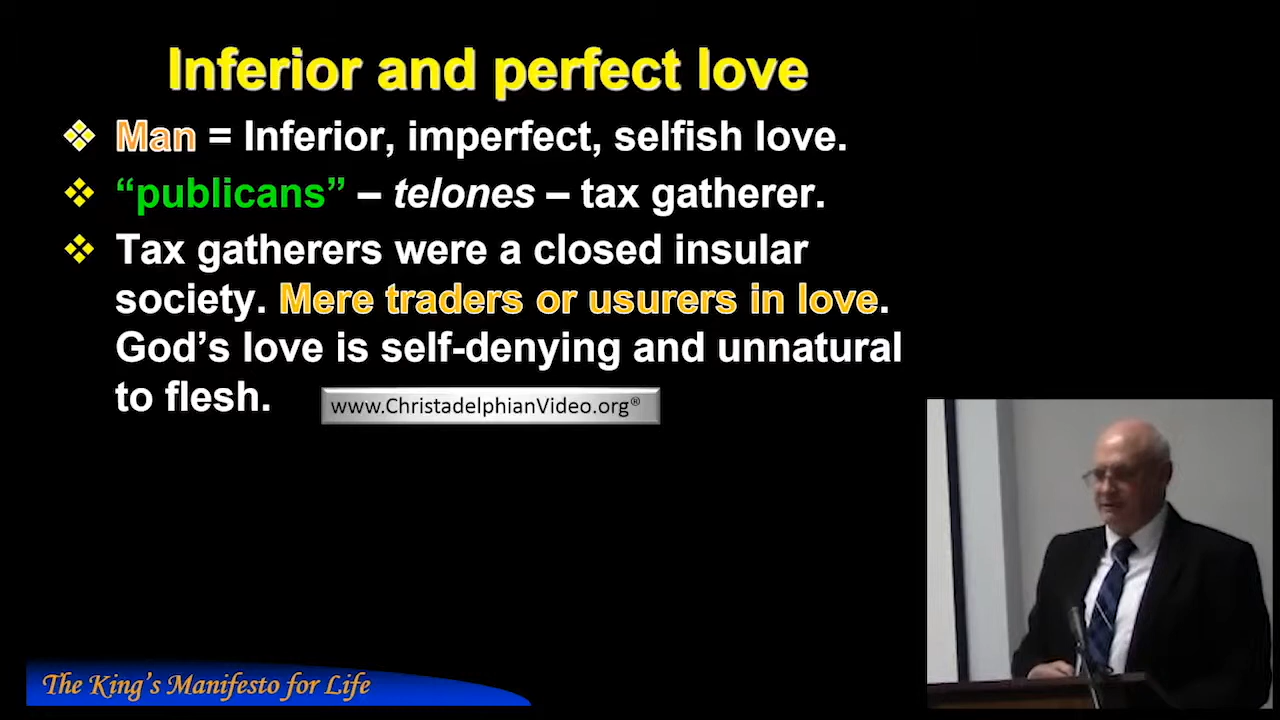 Inferior and perfect love
Man = Inferior, imperfect, selfish love.
“publicans” – telones – tax gatherer.
Tax gatherers were a closed insular
society. Mere traders or usurers in love.
God’s love is self-denying and unnatural
to flesh.
www.ChristadelphianVideo.org®
The King’s Manifesto for Life